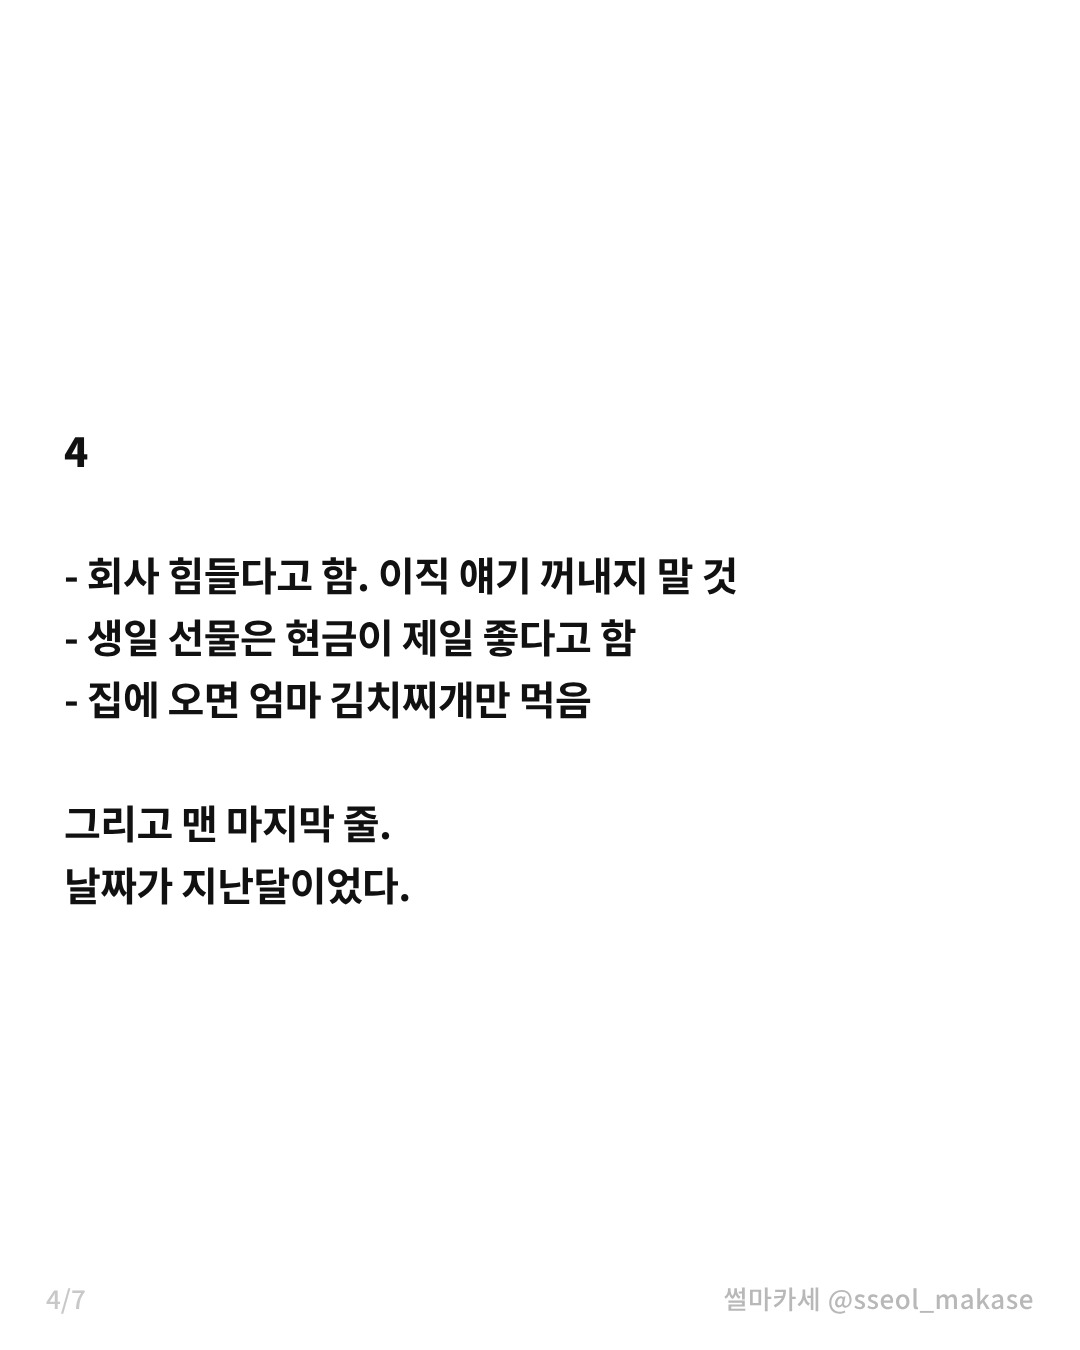 4
- 회사 힘들다고 함. 이직 얘기 꺼내지 말 것
- 생일 선물은 현금이 제일 좋다고 함
- 집에 오면 엄마 김치찌개만 먹음
그리고 맨 마지막 줄.
날짜가 지난달이었다.
4/7
썰마카세 @sseol_makase